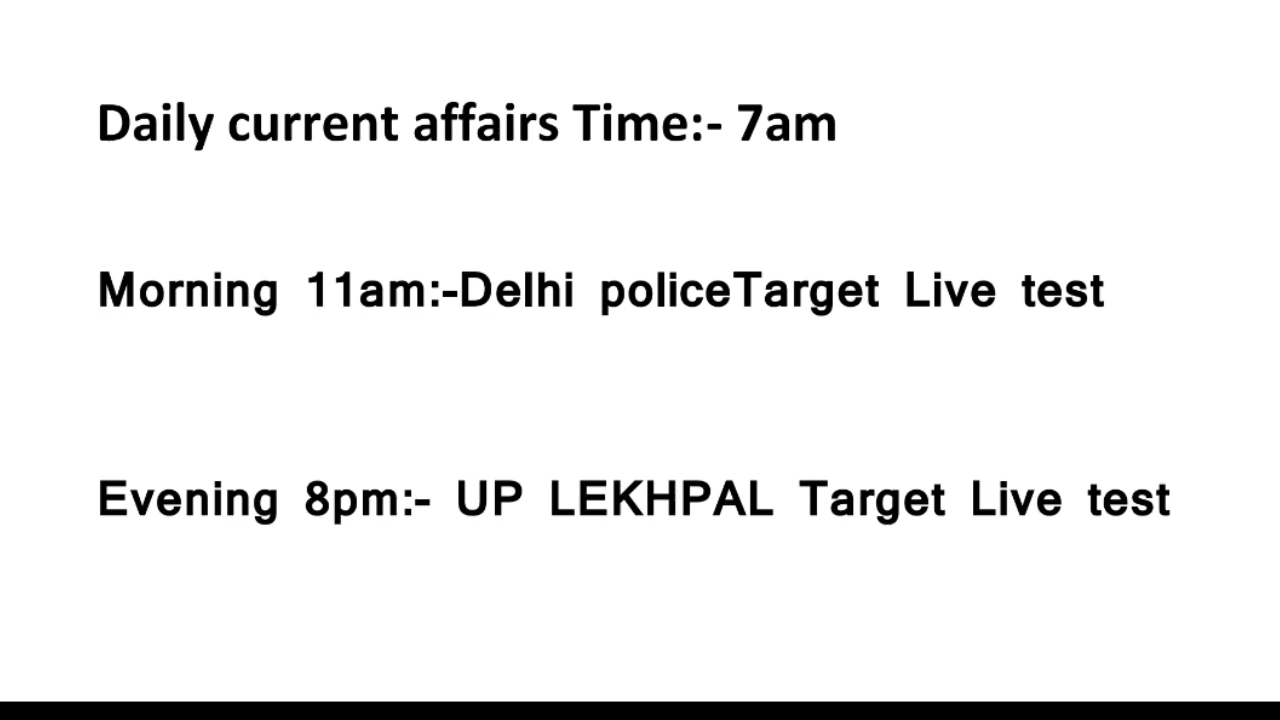 Daily current affairs Time:- 7am
Morning 11am:-Delhi policeTarget Live test
Evening 8pm:- UP LEKHPAL Target Live test